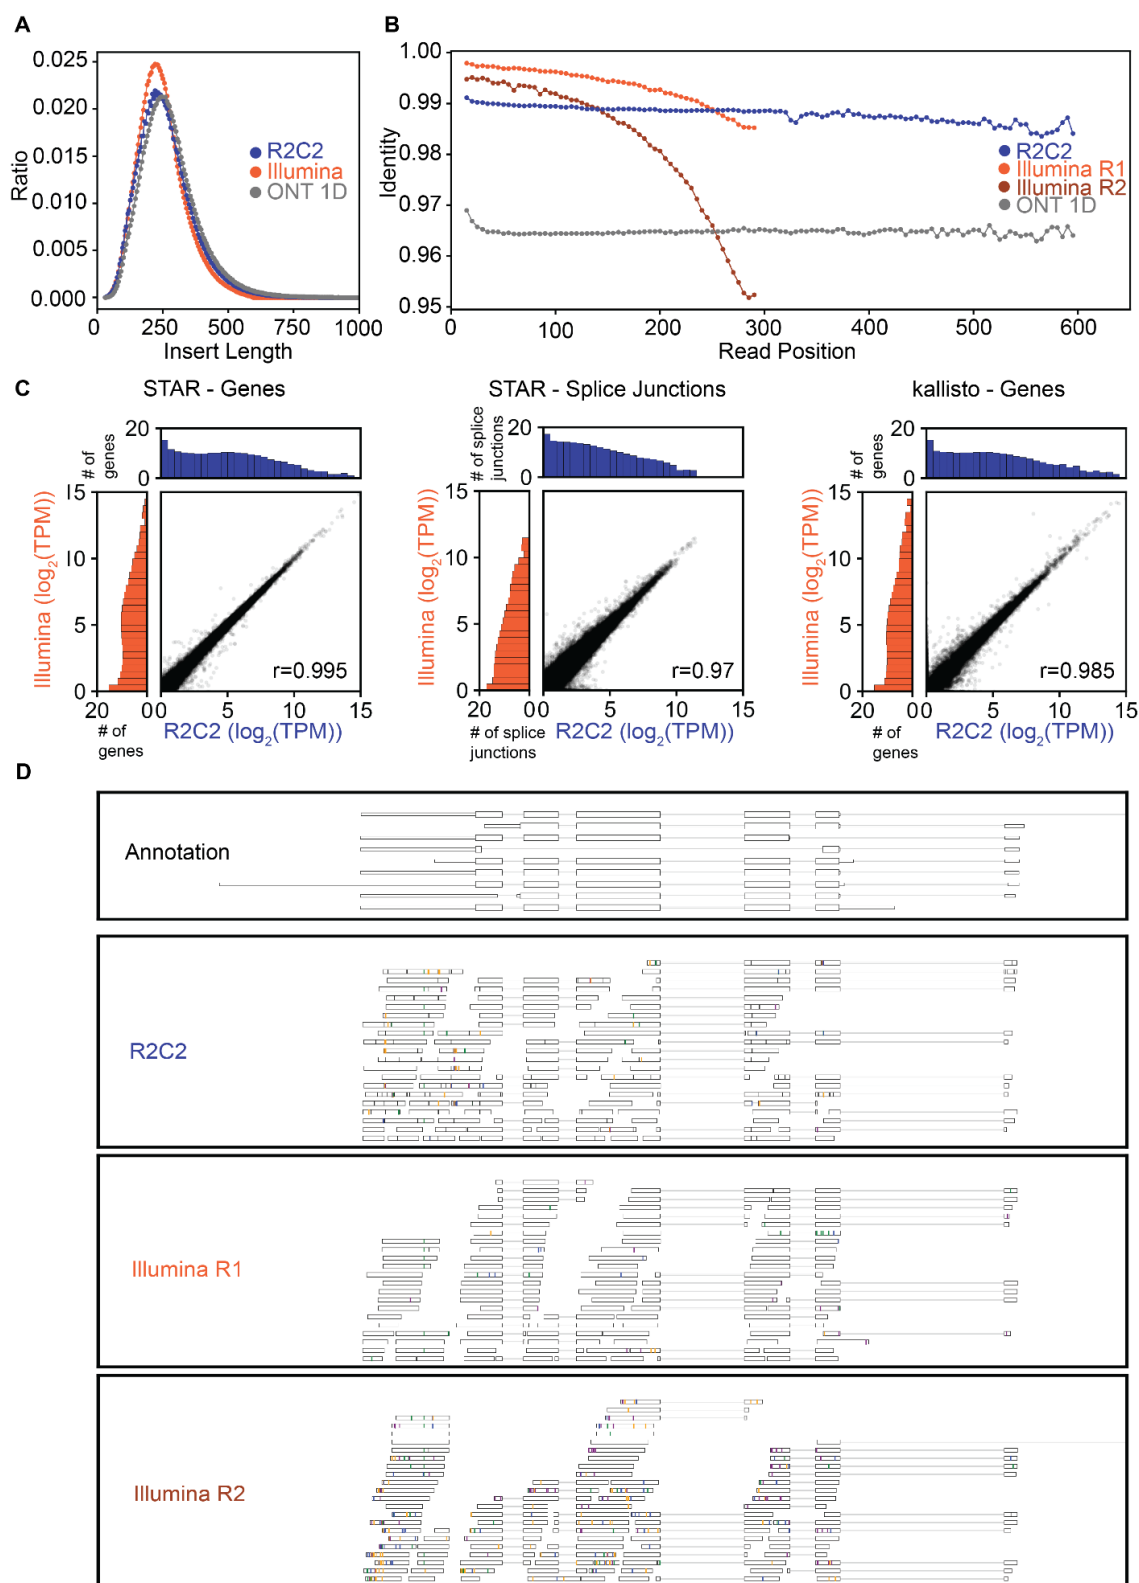 A
B
0.025
0.020
0.015
0.010
0.005
0.000
Ratio
R2C2
Illumina
ONT 1D
0 250 500 750 1000
Insert Length
1.00
0.99
0.98
0.97
0.96
0.95
Identity
R2C2
Illumina R1
Illumina R2
ONT 1D
0 100 200 300 400 500 600
Read Position
C
STAR - Genes
# of
genes
20
0
15
10
5
0
Illumina (log2(TPM))
r=0.995
20 0 0 5 10 15
# of
genes
R2C2 (log2(TPM))
STAR - Splice Junctions
# of splice
junctions
20
0
15
10
5
0
Illumina (log2(TPM))
r=0.97
20 0 0 5 10 15
# of splice
junctions
R2C2 (log2(TPM))
kallisto - Genes
# of
genes
20
0
15
10
5
0
Illumina (log2(TPM))
r=0.985
20 0 0 5 10 15
# of
genes
R2C2 (log2(TPM))
D
Annotation
R2C2
Illumina R1
Illumina R2